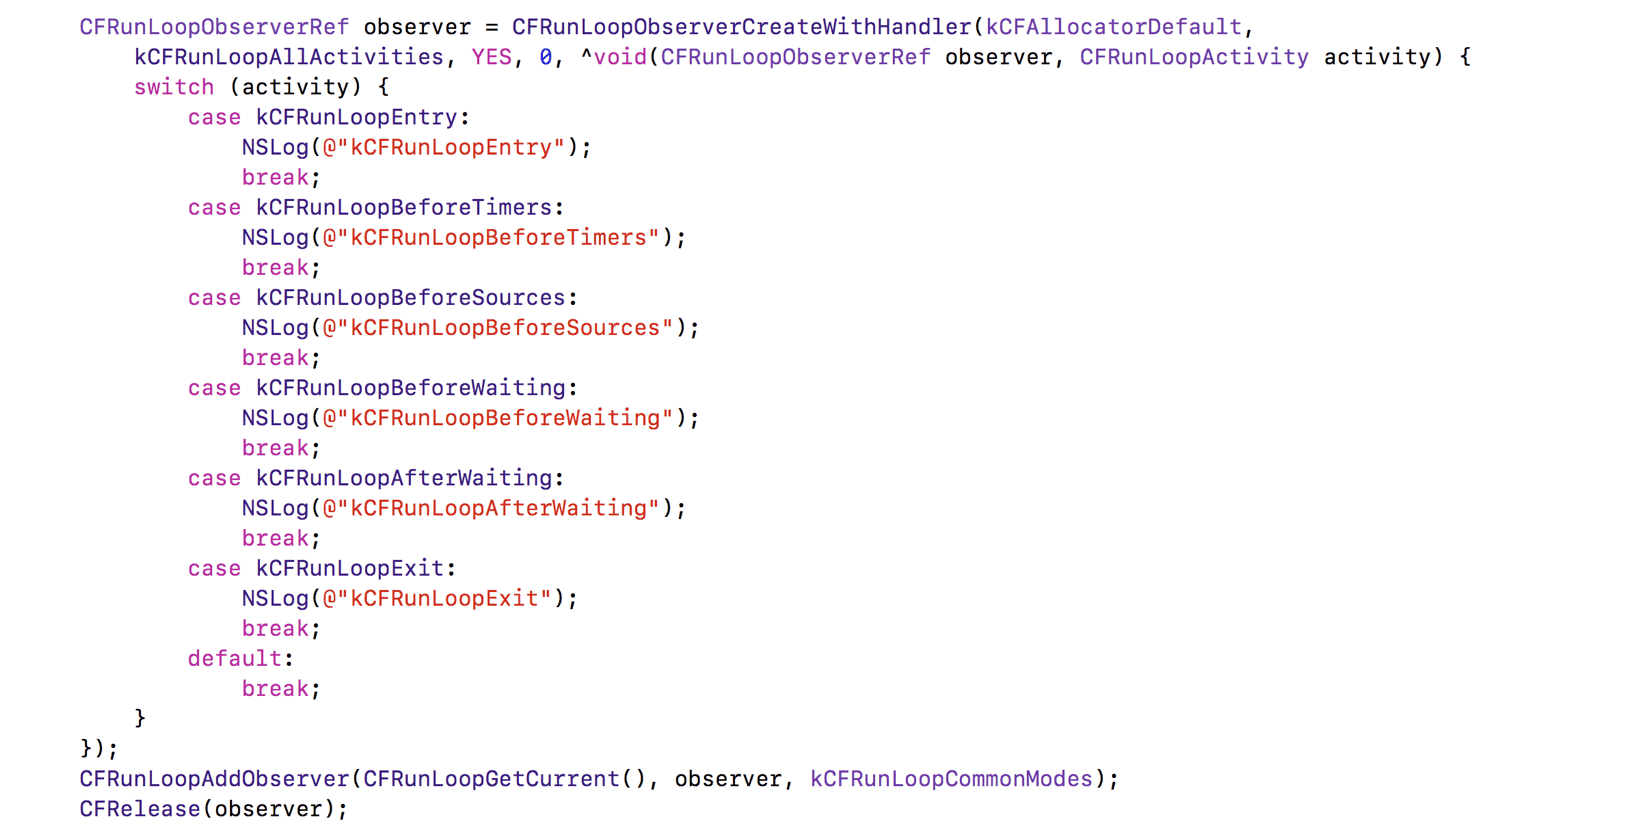 CFRunLoopObserverRef observer = CFRunLoopObserverCreateWithHandler(kCFAllocatorDefault,
kCFRunLoopAllActivities, YES, 0, ^void(CFRunLoopObserverRef observer, CFRunLoopActivity activity) {
switch (activity) {
case kCFRunLoopEntry:
NSLog(@"kCFRunLoopEntry");
break;
case kCFRunLoopBeforeTimers:
NSLog(@"kCFRunLoopBeforeTimers");
break;
case kCFRunLoopBeforeSources:
NSLog(@"kCFRunLoopBeforeSources");
break;
case kCFRunLoopBeforeWaiting:
NSLog(@"kCFRunLoopBeforeWaiting");
break;
case kCFRunLoopAfterWaiting:
NSLog(@"kCFRunLoopAfterWaiting");
break;
case kCFRunLoopExit:
NSLog(@"kCFRunLoopExit");
break;
default:
break;
}
});
CFRunLoopAddObserver(CFRunLoopGetCurrent(), observer, kCFRunLoopCommonModes);
CFRelease(observer);